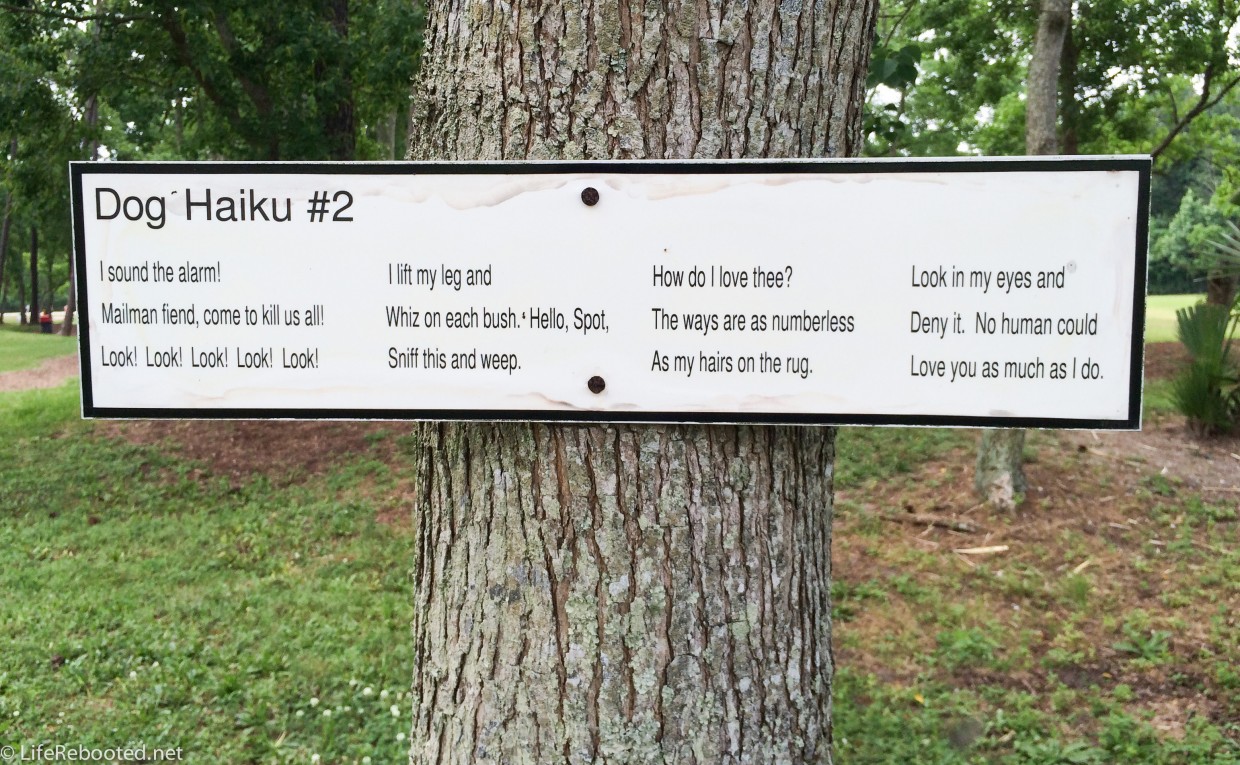 Dog Haiku #2
I sound the alarm!
Mailman fiend, come to kill us all!
Look! Look! Look! Look! Look!
I lift my leg and
Whiz on each bush. Hello, Spot,
Sniff this and weep.
How do I love thee?
The ways are as numberless
As my hairs on the rug.
Look in my eyes and
Deny it. No human could
Love you as much as I do.
© LifeRebooted.net